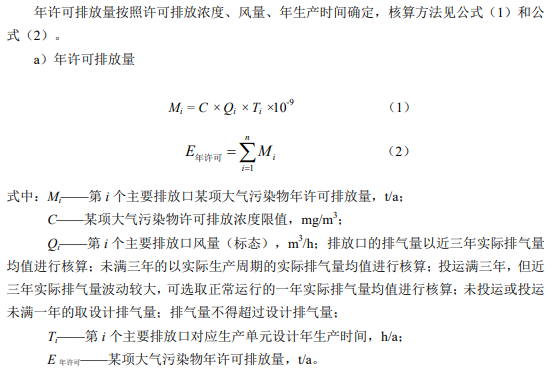 年许可排放量按照许可排放浓度、风量、年生产时间确定，核算方法见公式（1）和公
式（2）。
a）年许可排放量
Mᵢ = C × Qᵢ × Tᵢ ×10⁻⁹ （1）
E年许可 = ∑ⁿᵢ₌₁ Mᵢ （2）
式中：Mᵢ——第 i 个主要排放口某项大气污染物年许可排放量，t/a；
C——某项大气污染物许可排放浓度限值，mg/m³；
Qᵢ——第 i 个主要排放口风量（标态），m³/h；排放口的排气量以近三年实际排气量
均值进行核算；未满三年的以实际生产周期的实际排气量均值进行核算；投运满三年，但近
三年实际排气量波动较大，可选取正常运行的一年实际排气量均值进行核算；未投运或投运
未满一年的取设计排气量；排气量不得超过设计排气量；
Tᵢ——第 i 个主要排放口对应生产单元设计年生产时间，h/a；
E 年许可——某项大气污染物年许可排放量，t/a。